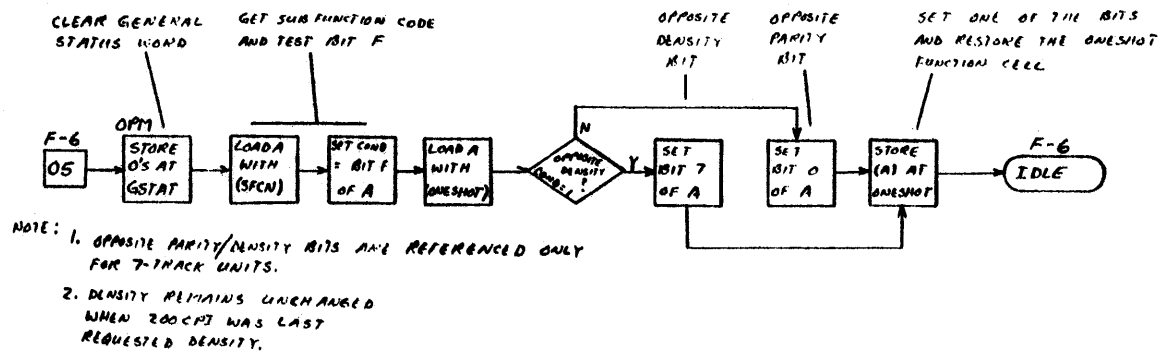 CLEAR GENERAL
STATUS WORD
GET SUB FUNCTION CODE
AND TEST BIT F
OPPOSITE
DENSITY
BIT
OPPOSITE
PARITY
BIT
SET ONE OF THE BITS
AND RESTORE THE ONESHOT
FUNCTION CELL
F-6
05
OPM
STORE
0'S AT
GSTAT
LOAD A
WITH
(SFCN)
SET COND
= BIT F
OF A
LOAD A
WITH
(ONESHOT)
OPPOSITE
DENSITY
?
COND=1
N
Y
SET
BIT 7
OF A
SET
BIT 0
OF A
STORE
(A) AT
ONESHOT
F-6
IDLE
NOTE: 1. OPPOSITE PARITY/DENSITY BITS ARE REFERENCED ONLY
FOR 7-TRACK UNITS.
2. DENSITY REMAINS UNCHANGED
WHEN 200CPI WAS LAST
REQUESTED DENSITY.